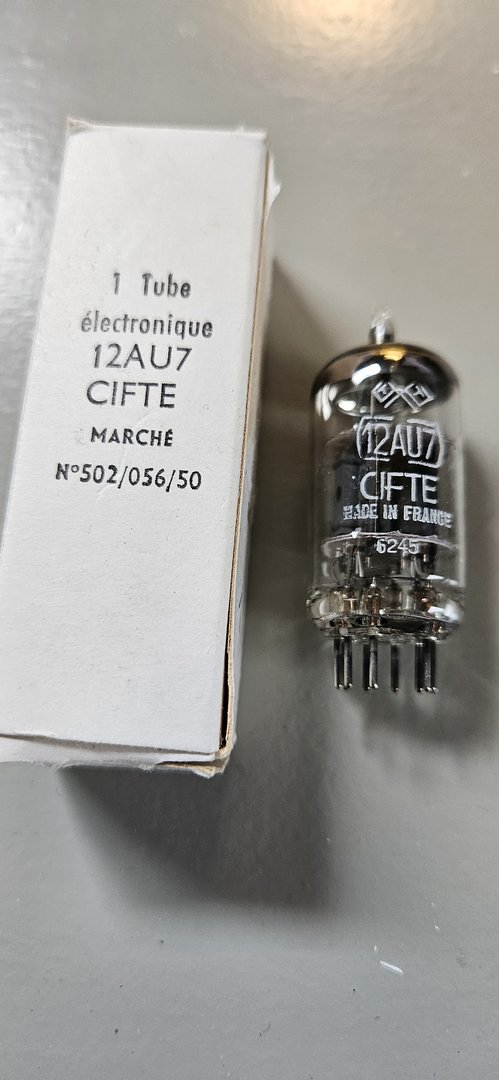 1 Tube
électronique
12AU7
CIFTE
MARCHÉ
N°502/056/50
12AU7
CIFTE
MADE IN FRANCE
6245